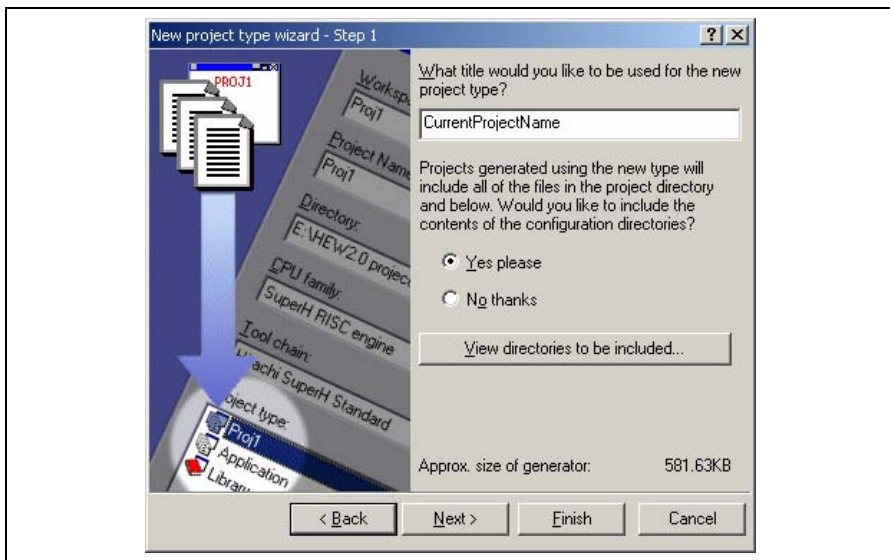 New project type wizard - Step 1
PROJ1
Workspa
Proj1
Project Name
Proj1
Directory:
E:\HEW2.0 project
CPU family:
SuperH RISC engine
Tool chain:
Hitachi SuperH Standard
oject type:
Proj1
Application
Library
What title would you like to be used for the new
project type?
CurrentProjectName
Projects generated using the new type will
include all of the files in the project directory
and below. Would you like to include the
contents of the configuration directories?
Yes please
No thanks
View directories to be included...
Approx. size of generator: 581.63KB
< Back Next > Finish Cancel